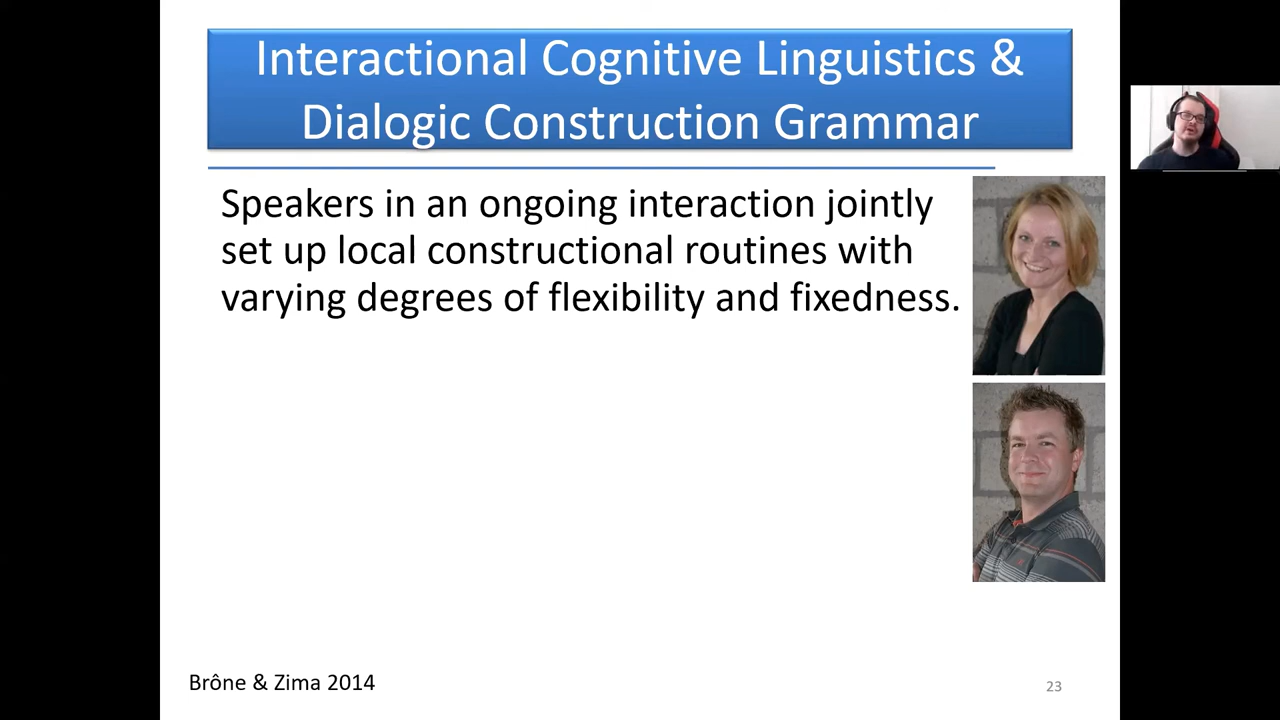 Interactional Cognitive Linguistics &
Dialogic Construction Grammar
Speakers in an ongoing interaction jointly
set up local constructional routines with
varying degrees of flexibility and fixedness.
Brône & Zima 2014
23